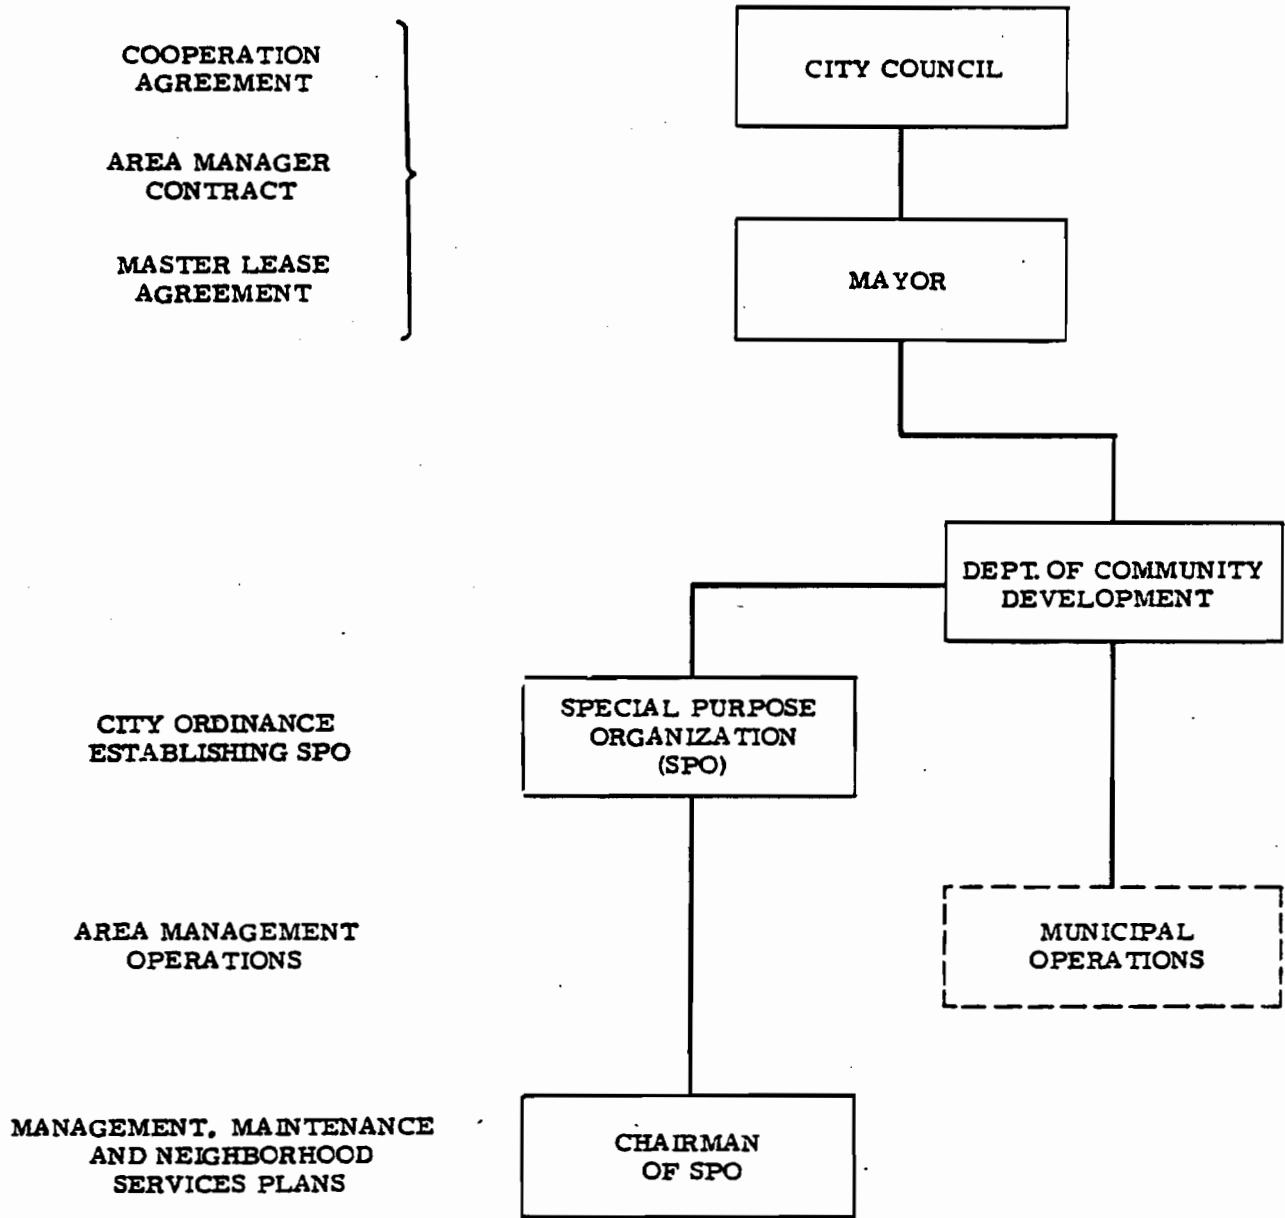 COOPERATION
AGREEMENT
CITY COUNCIL
AREA MANAGER
CONTRACT
MASTER LEASE
AGREEMENT
MAYOR
DEPT. OF COMMUNITY
DEVELOPMENT
CITY ORDINANCE
ESTABLISHING SPO
SPECIAL PURPOSE
ORGANIZATION
(SPO)
AREA MANAGEMENT
OPERATIONS
MUNICIPAL
OPERATIONS
MANAGEMENT, MAINTENANCE
AND NEIGHBORHOOD
SERVICES PLANS
CHAIRMAN
OF SPO